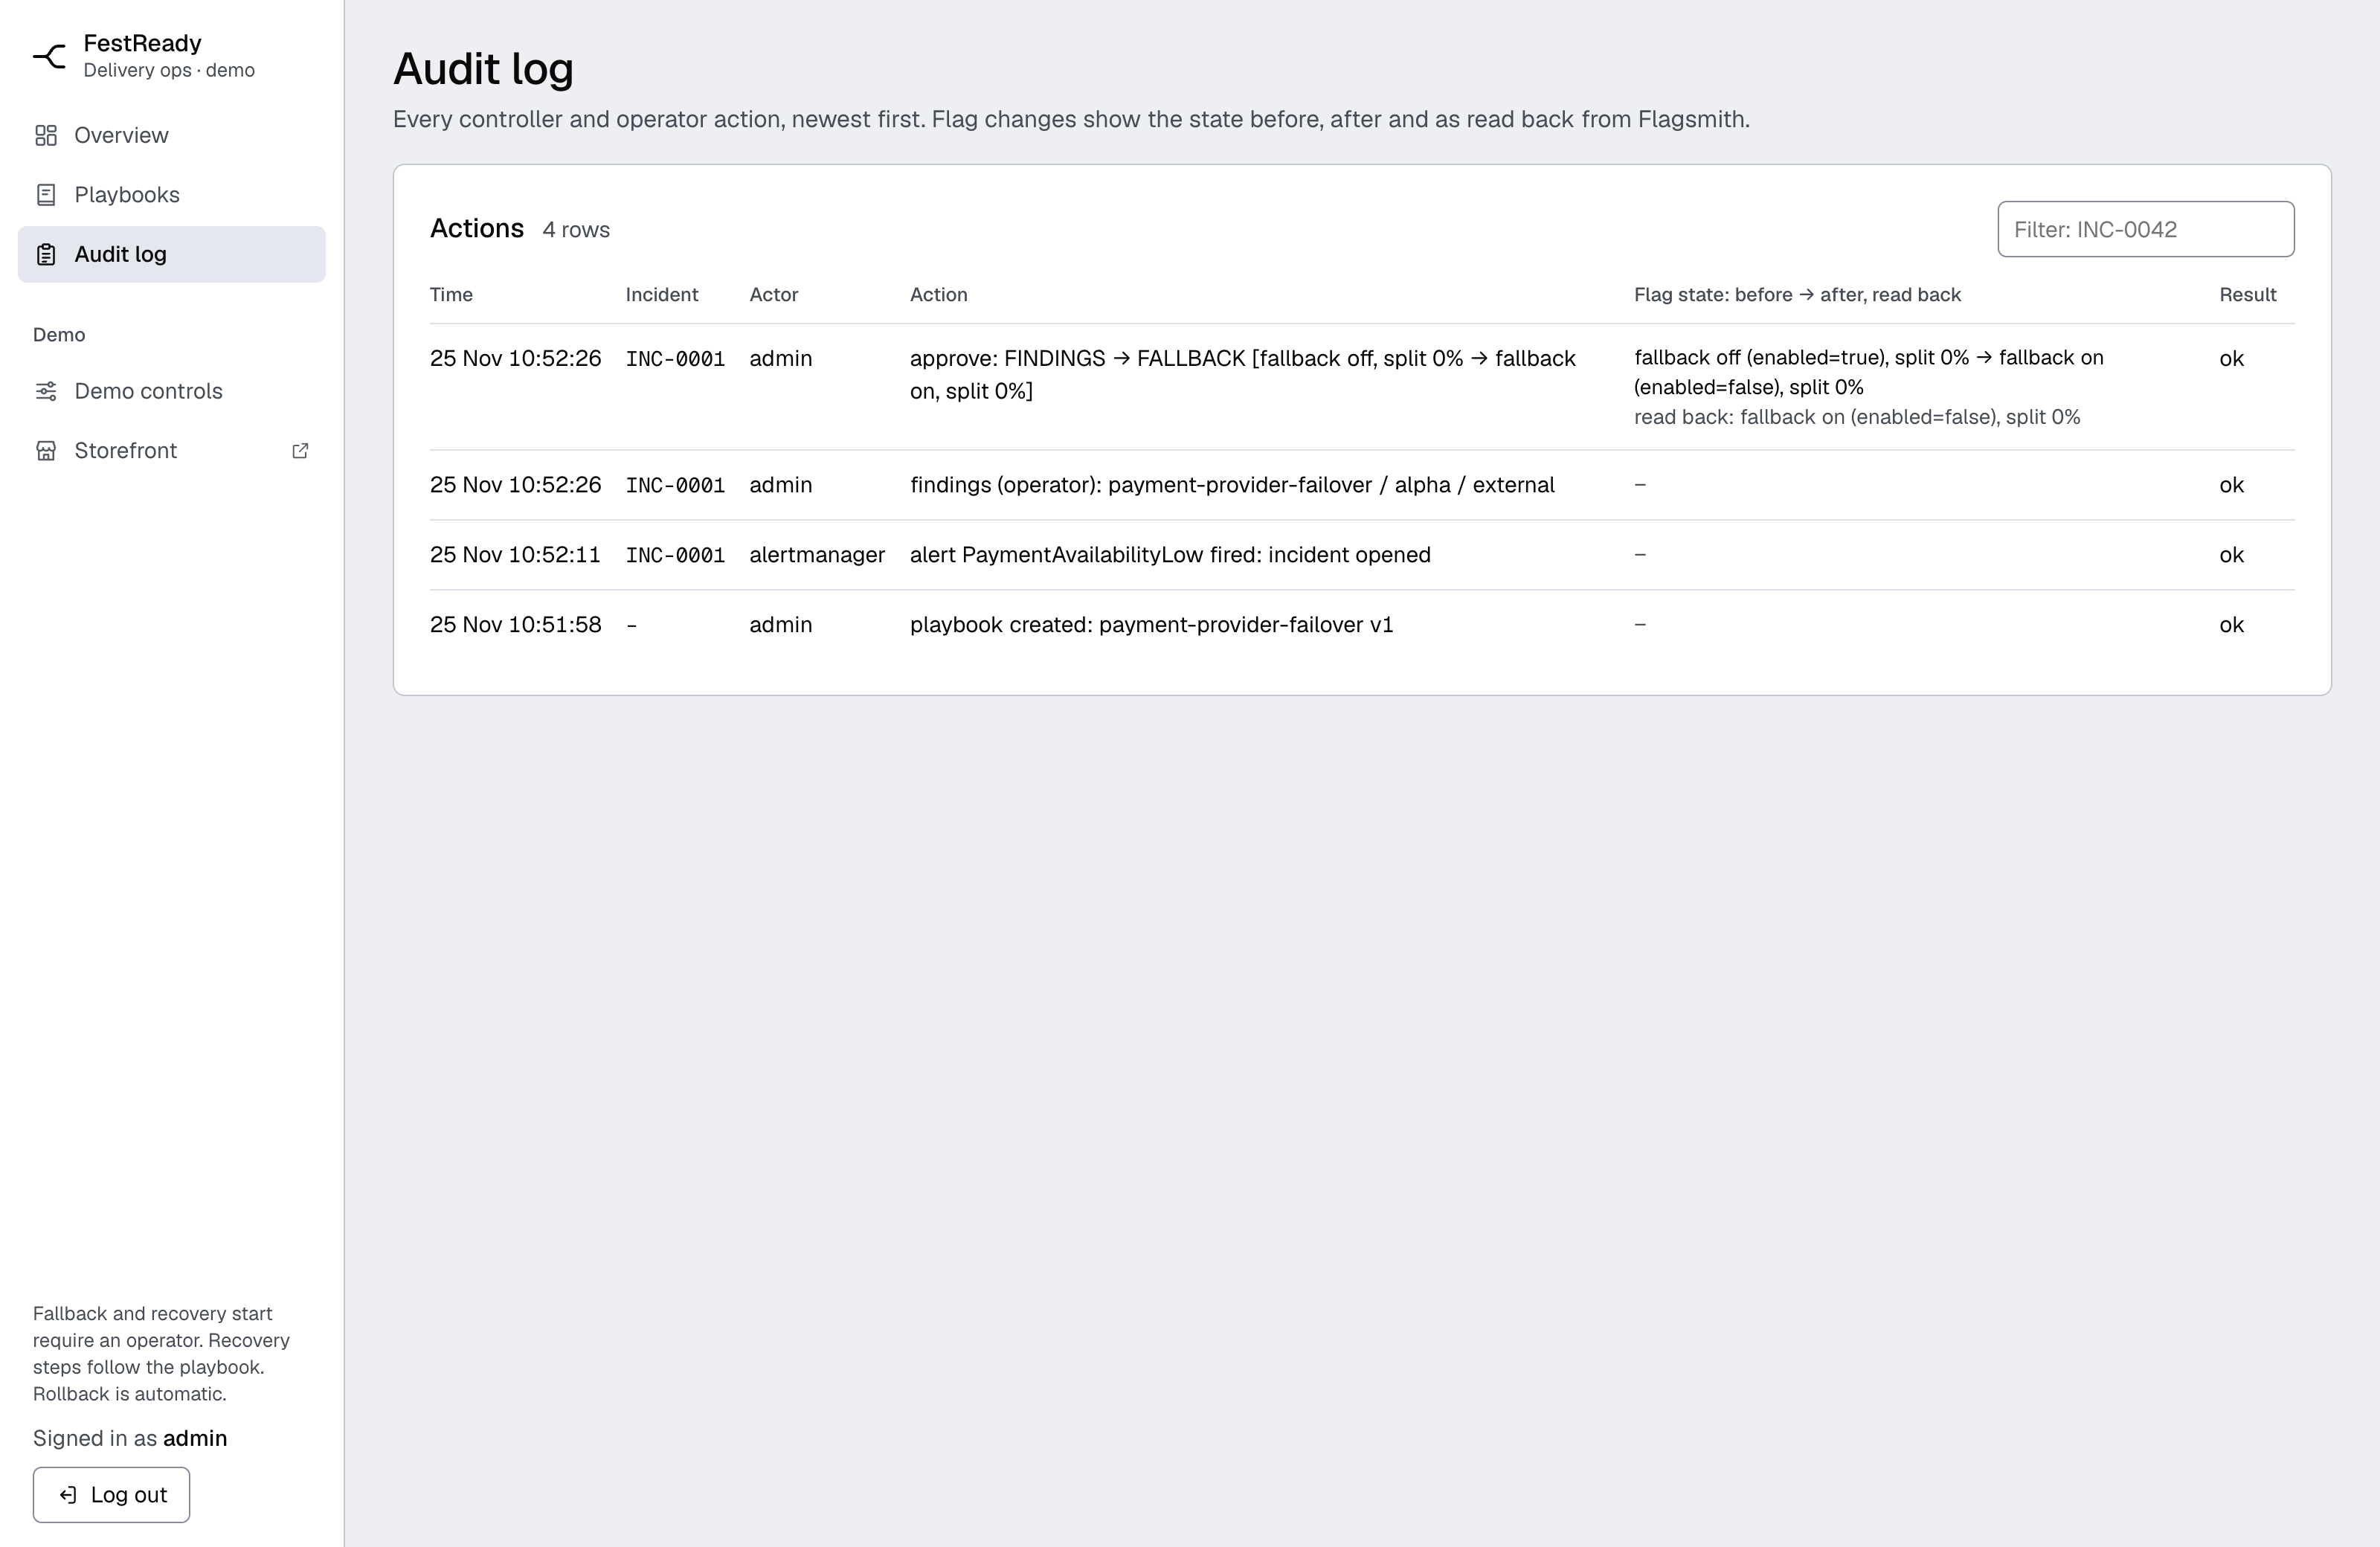 FestReady
Delivery ops · demo
Overview
Playbooks
Audit log
Demo
Demo controls
Storefront
Fallback and recovery start
require an operator. Recovery
steps follow the playbook.
Rollback is automatic.
Signed in as admin
Log out
Audit log
Every controller and operator action, newest first. Flag changes show the state before, after and as read back from Flagsmith.
Actions 4 rows
Filter: INC-0042
Time Incident Actor Action Flag state: before → after, read back Result
25 Nov 10:52:26 INC-0001 admin approve: FINDINGS → FALLBACK [fallback off, split 0% → fallback
on, split 0%]
fallback off (enabled=true), split 0% → fallback on
(enabled=false), split 0%
read back: fallback on (enabled=false), split 0%
ok
25 Nov 10:52:26 INC-0001 admin findings (operator): payment-provider-failover / alpha / external – ok
25 Nov 10:52:11 INC-0001 alertmanager alert PaymentAvailabilityLow fired: incident opened – ok
25 Nov 10:51:58 – admin playbook created: payment-provider-failover v1 – ok